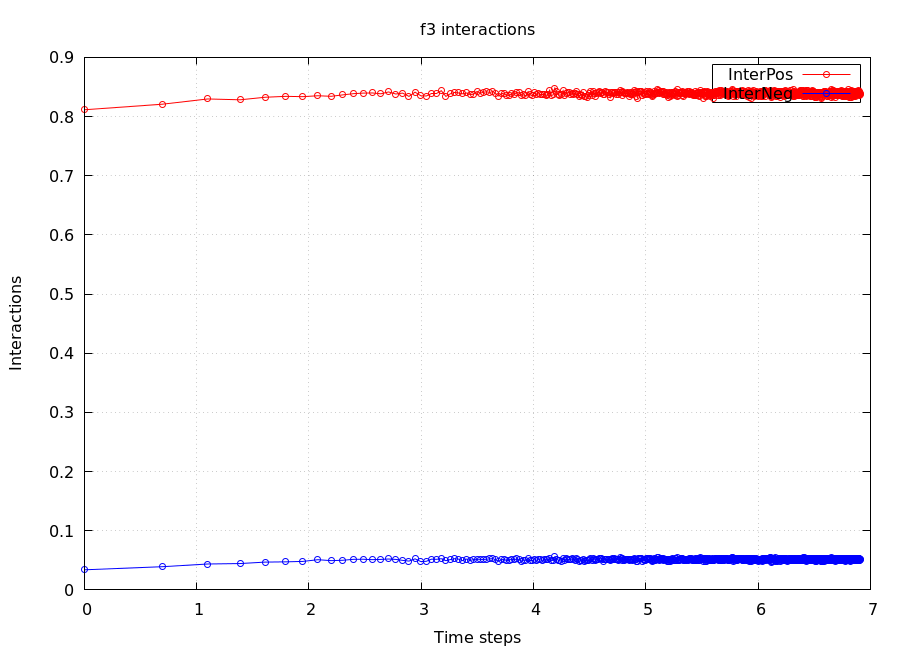 f3 interactions
InterPos
InterNeg
0.9
0.8
0.7
0.6
0.5
0.4
0.3
0.2
0.1
0
Interactions
0 1 2 3 4 5 6 7
Time steps